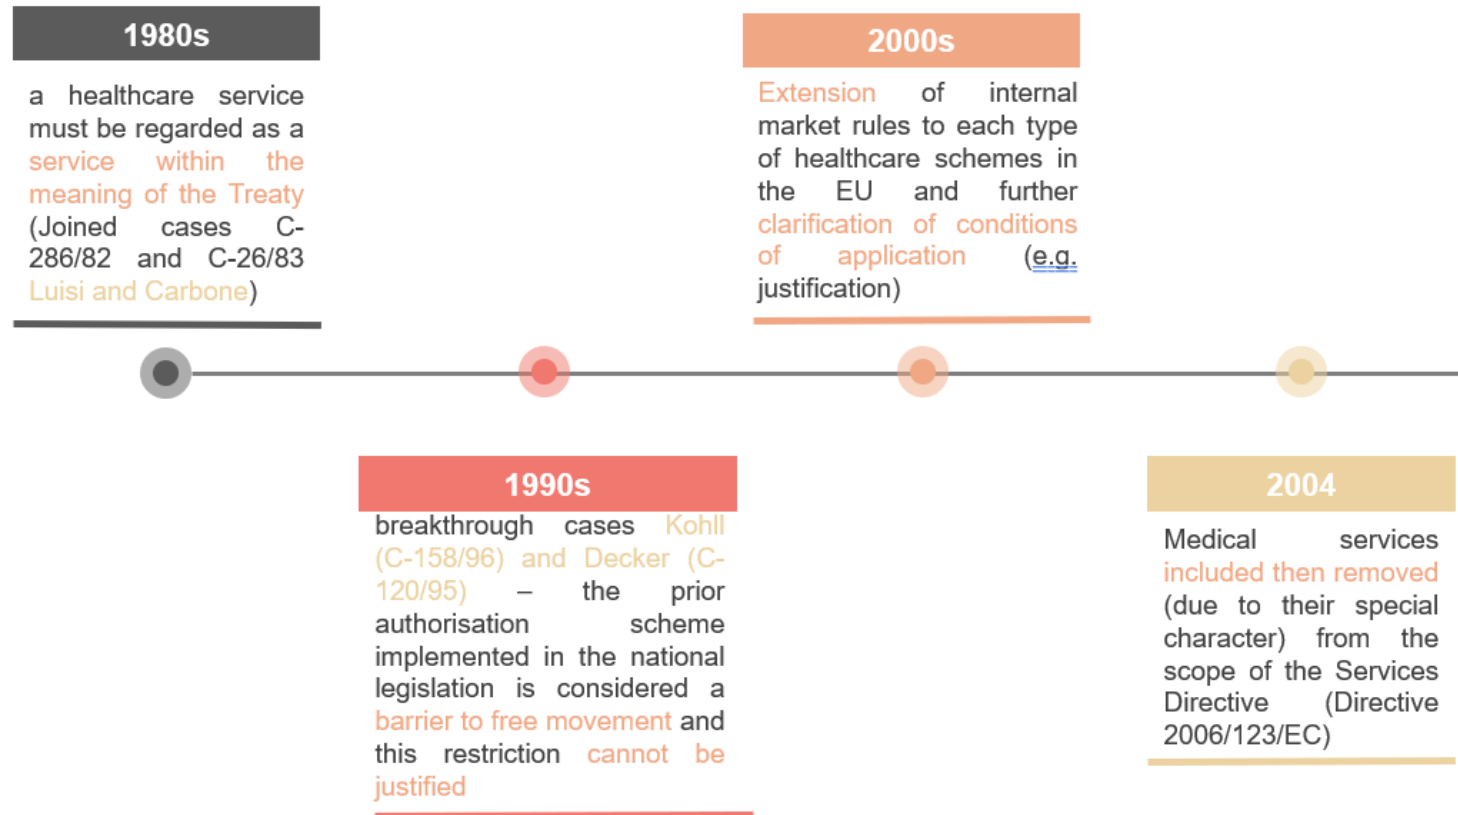 1980s
a healthcare service
must be regarded as a
service within the
meaning of the Treaty
(Joined cases C-
286/82 and C-26/83
Luisi and Carbone)
2000s
Extension of internal
market rules to each type
of healthcare schemes in
the EU and further
clarification of conditions
of application (e.g.
justification)
1990s
breakthrough cases Kohll
(C-158/96) and Decker (C-
120/95) – the prior
authorisation scheme
implemented in the national
legislation is considered a
barrier to free movement and
this restriction cannot be
justified
2004
Medical services
included then removed
(due to their special
character) from the
scope of the Services
Directive (Directive
2006/123/EC)